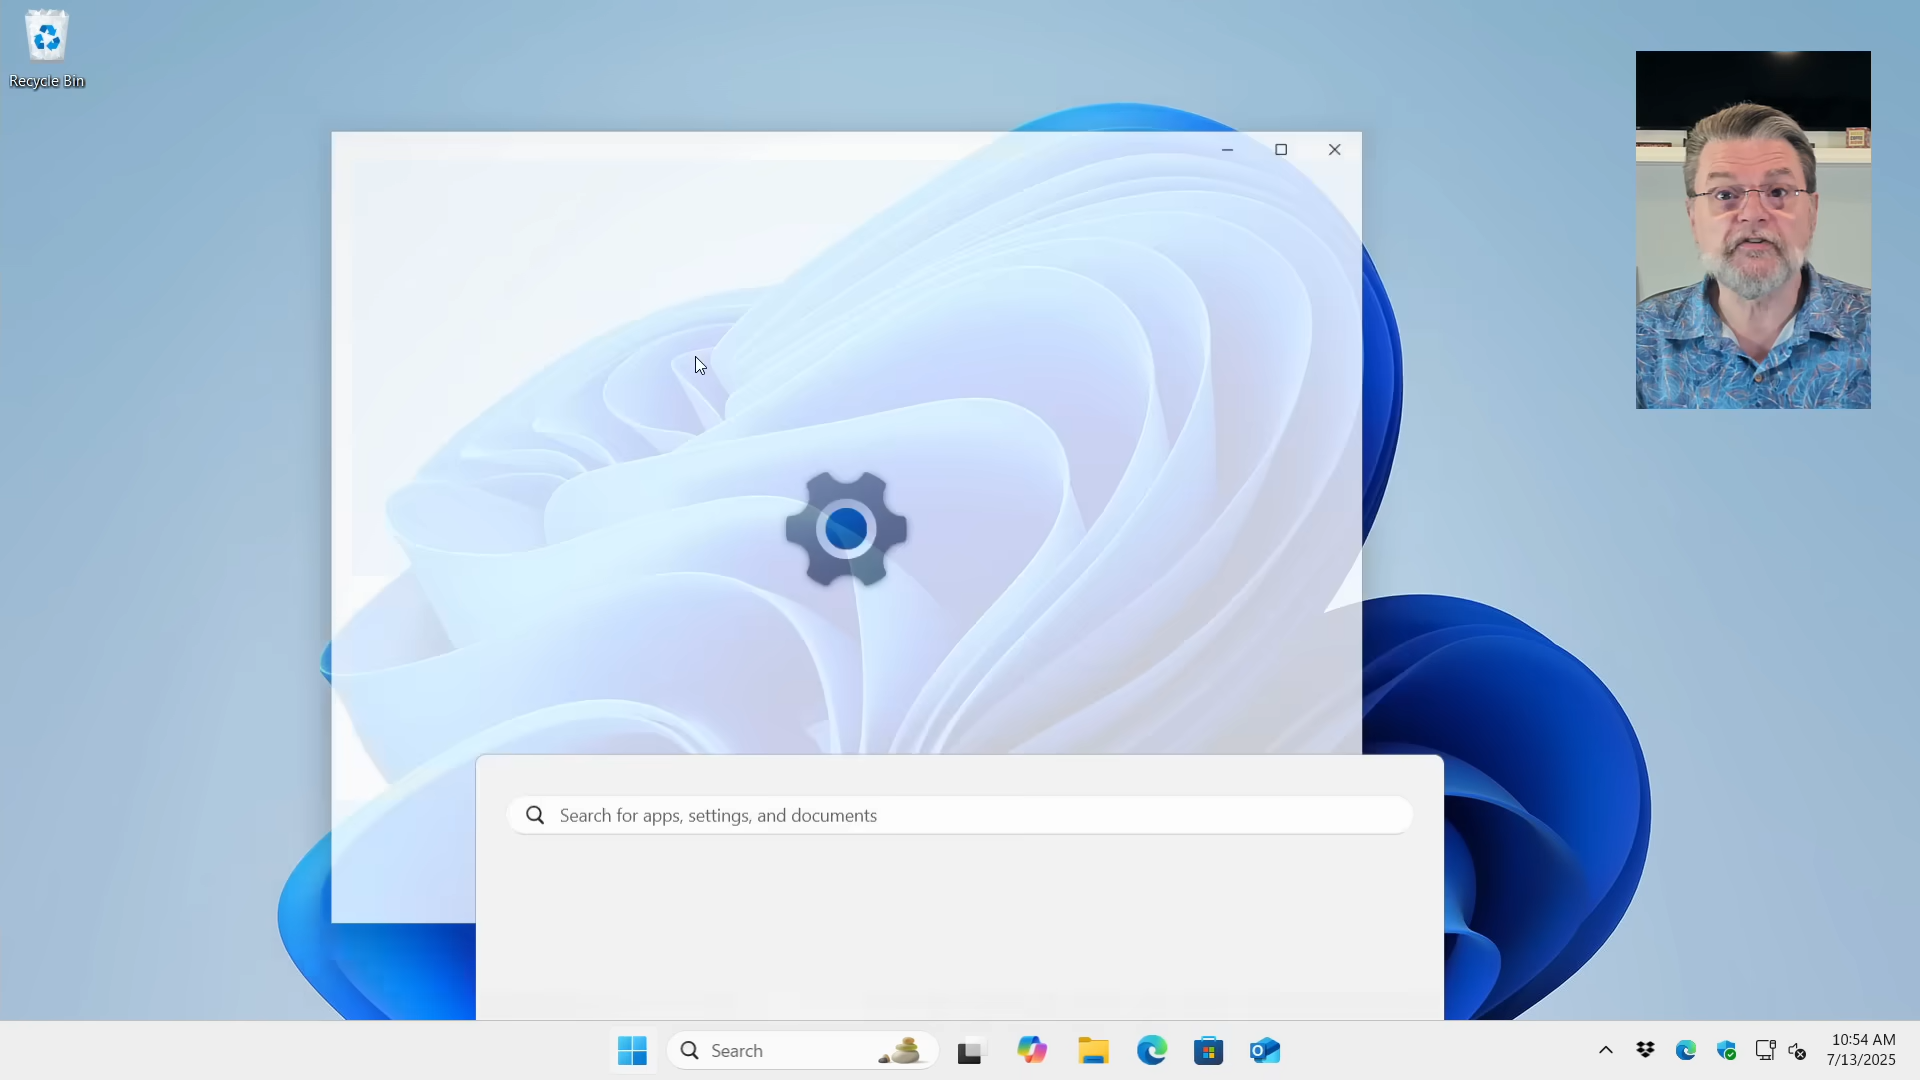 Recycle Bin
Search for apps, settings, and documents
Search
10:54 AM
7/13/2025